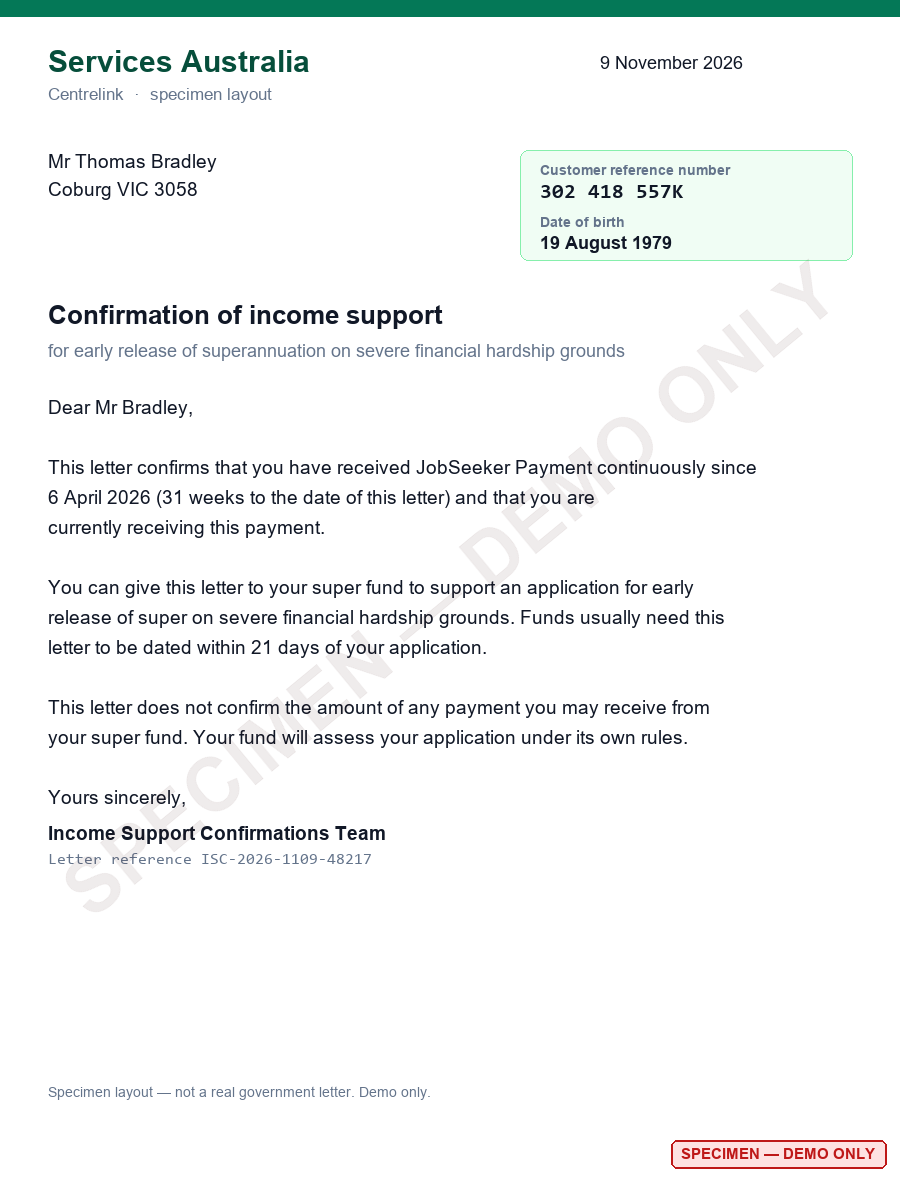 Services Australia
9 November 2026
Centrelink · specimen layout
Mr Thomas Bradley
Coburg VIC 3058
Customer reference number
302 418 557K
Date of birth
19 August 1979
Confirmation of income support
for early release of superannuation on severe financial hardship grounds
Dear Mr Bradley,
This letter confirms that you have received JobSeeker Payment continuously since
6 April 2026 (31 weeks to the date of this letter) and that you are
currently receiving this payment.
You can give this letter to your super fund to support an application for early
release of super on severe financial hardship grounds. Funds usually need this
letter to be dated within 21 days of your application.
This letter does not confirm the amount of any payment you may receive from
your super fund. Your fund will assess your application under its own rules.
Yours sincerely,
Income Support Confirmations Team
Letter reference ISC-2026-1109-48217
SPECIMEN — DEMO ONLY
Specimen layout — not a real government letter. Demo only.
SPECIMEN — DEMO ONLY